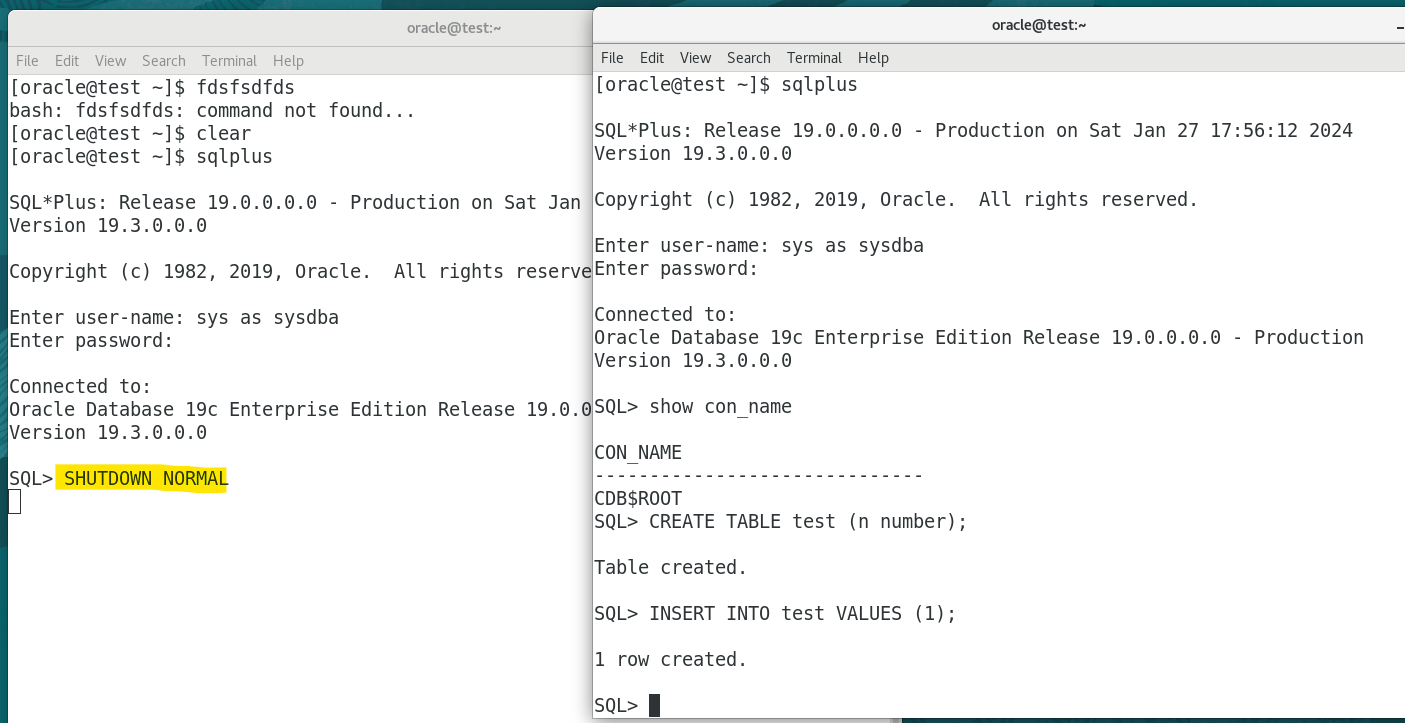 oracle@test:~
File Edit View Search Terminal Help
[oracle@test ~]$ fdsfsdfds
bash: fdsfsdfds: command not found...
[oracle@test ~]$ clear
[oracle@test ~]$ sqlplus
SQL*Plus: Release 19.0.0.0.0 - Production on Sat Jan
Version 19.3.0.0.0
Copyright (c) 1982, 2019, Oracle.  All rights reserve
Enter user-name: sys as sysdba
Enter password:
Connected to:
Oracle Database 19c Enterprise Edition Release 19.0.0
Version 19.3.0.0.0
SQL> SHUTDOWN NORMAL
oracle@test:~
File Edit View Search Terminal Help
[oracle@test ~]$ sqlplus
SQL*Plus: Release 19.0.0.0.0 - Production on Sat Jan 27 17:56:12 2024
Version 19.3.0.0.0
Copyright (c) 1982, 2019, Oracle.  All rights reserved.
Enter user-name: sys as sysdba
Enter password:
Connected to:
Oracle Database 19c Enterprise Edition Release 19.0.0.0.0 - Production
Version 19.3.0.0.0
SQL> show con_name
CON_NAME
------------------------------
CDB$ROOT
SQL> CREATE TABLE test (n number);
Table created.
SQL> INSERT INTO test VALUES (1);
1 row created.
SQL>